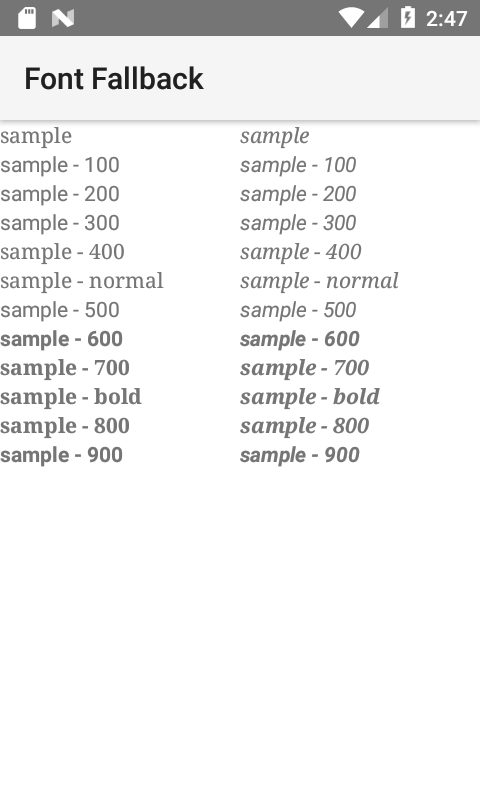 2:47
Font Fallback
sample sample
sample - 100 sample - 100
sample - 200 sample - 200
sample - 300 sample - 300
sample - 400 sample - 400
sample - normal sample - normal
sample - 500 sample - 500
sample - 600 sample - 600
sample - 700 sample - 700
sample - bold sample - bold
sample - 800 sample - 800
sample - 900 sample - 900